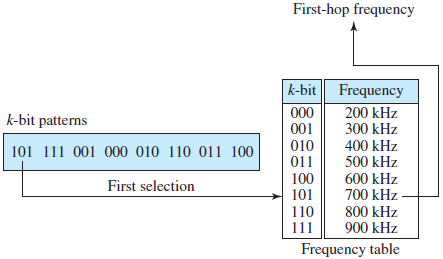 First-hop frequency
k-bit Frequency
000 200 kHz
001 300 kHz
010 400 kHz
011 500 kHz
100 600 kHz
101 700 kHz
110 800 kHz
111 900 kHz
Frequency table
k-bit patterns
101 111 001 000 010 110 011 100
First selection